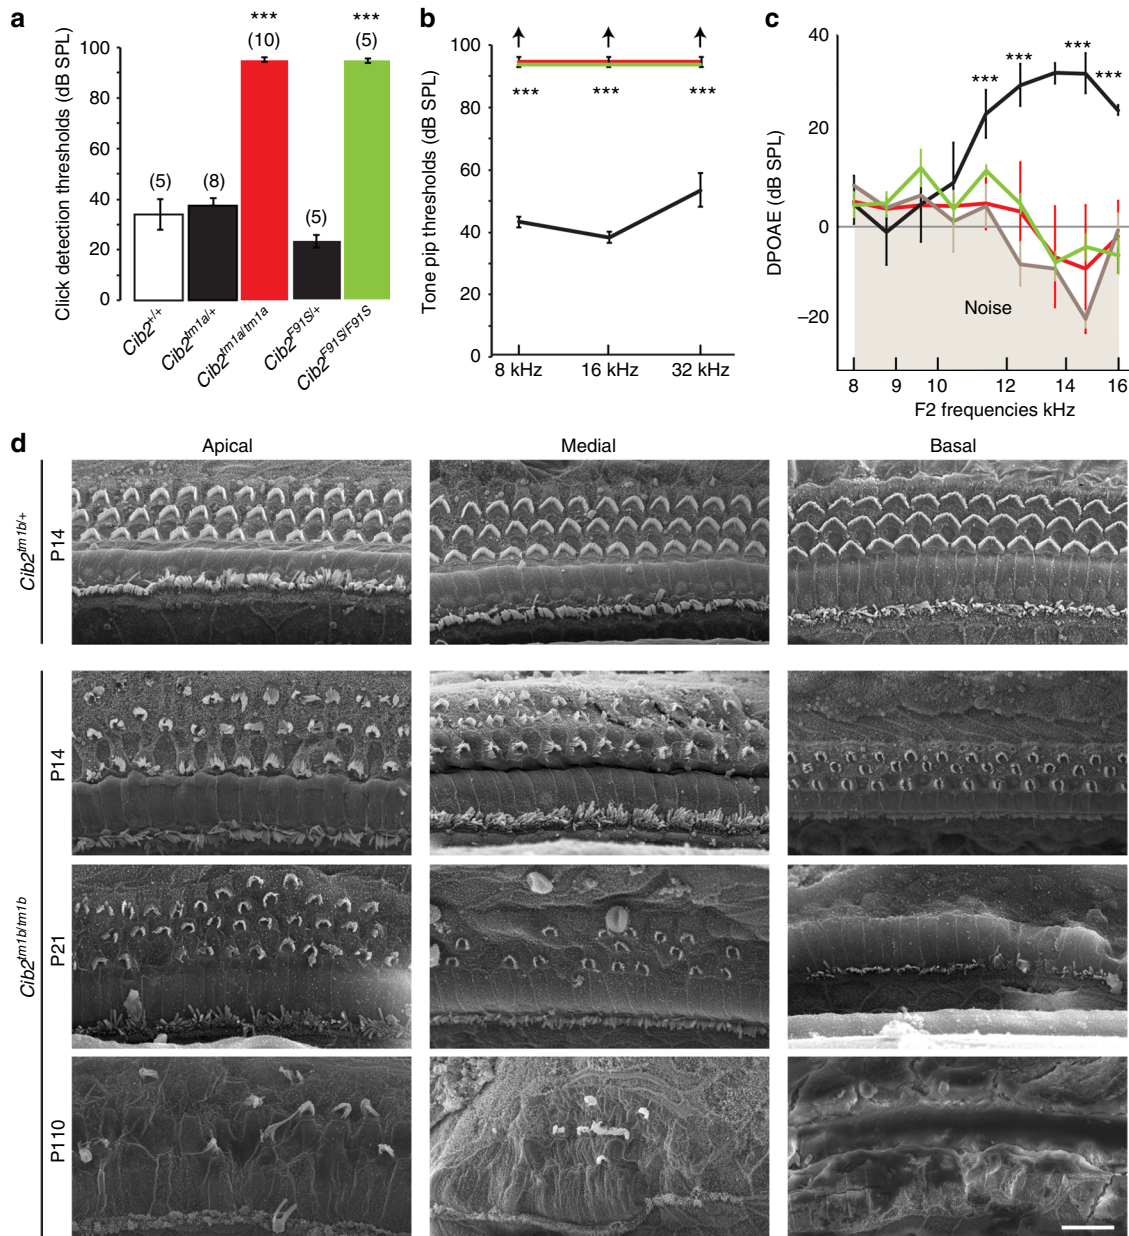 a
Click detection thresholds (dB SPL)
100
80
60
40
20
0
(5)
(8)
***
(10)
(5)
***
(5)
Cib2+/+
Cib2tm1a/+
Cib2tm1a/tm1a
Cib2F91S/+
Cib2F91S/F91S
b
Tone pip thresholds (dB SPL)
100
80
60
40
20
0
*** *** ***
8 kHz 16 kHz 32 kHz
c
DPOAE (dB SPL)
40
20
0
–20
*** *** *** ***
Noise
8 9 10 12 14 16
F2 frequencies kHz
d
Apical Medial Basal
Cib2tm1b/+
P14
Cib2tm1b/tm1b
P14
P21
P110